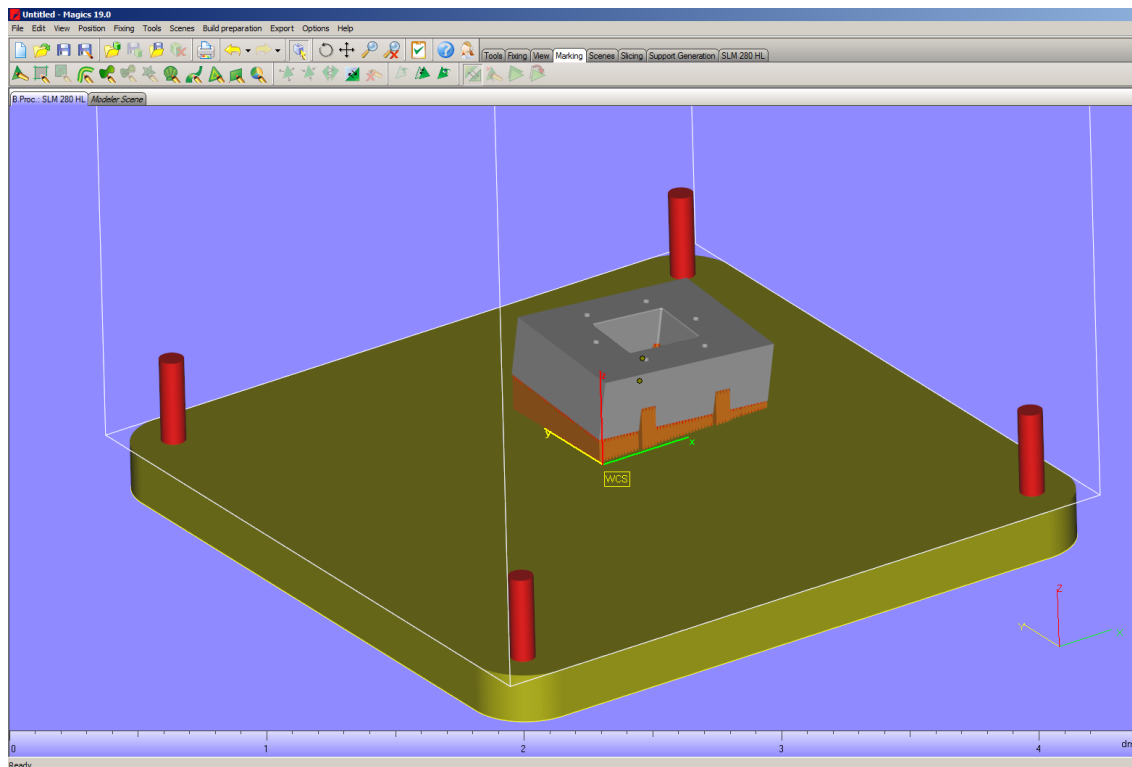 Untitled - Magics 19.0
File Edit View Position Fixing Tools Scenes Build preparation Export Options Help
Tools Fixing View Marking Scenes Slicing Support Generation SLM 280 HL
B.Proc.: SLM 280 HL Modeler Scene
z
y
x
WCS
Z
Y
0 1 2 3 4 dm
Ready